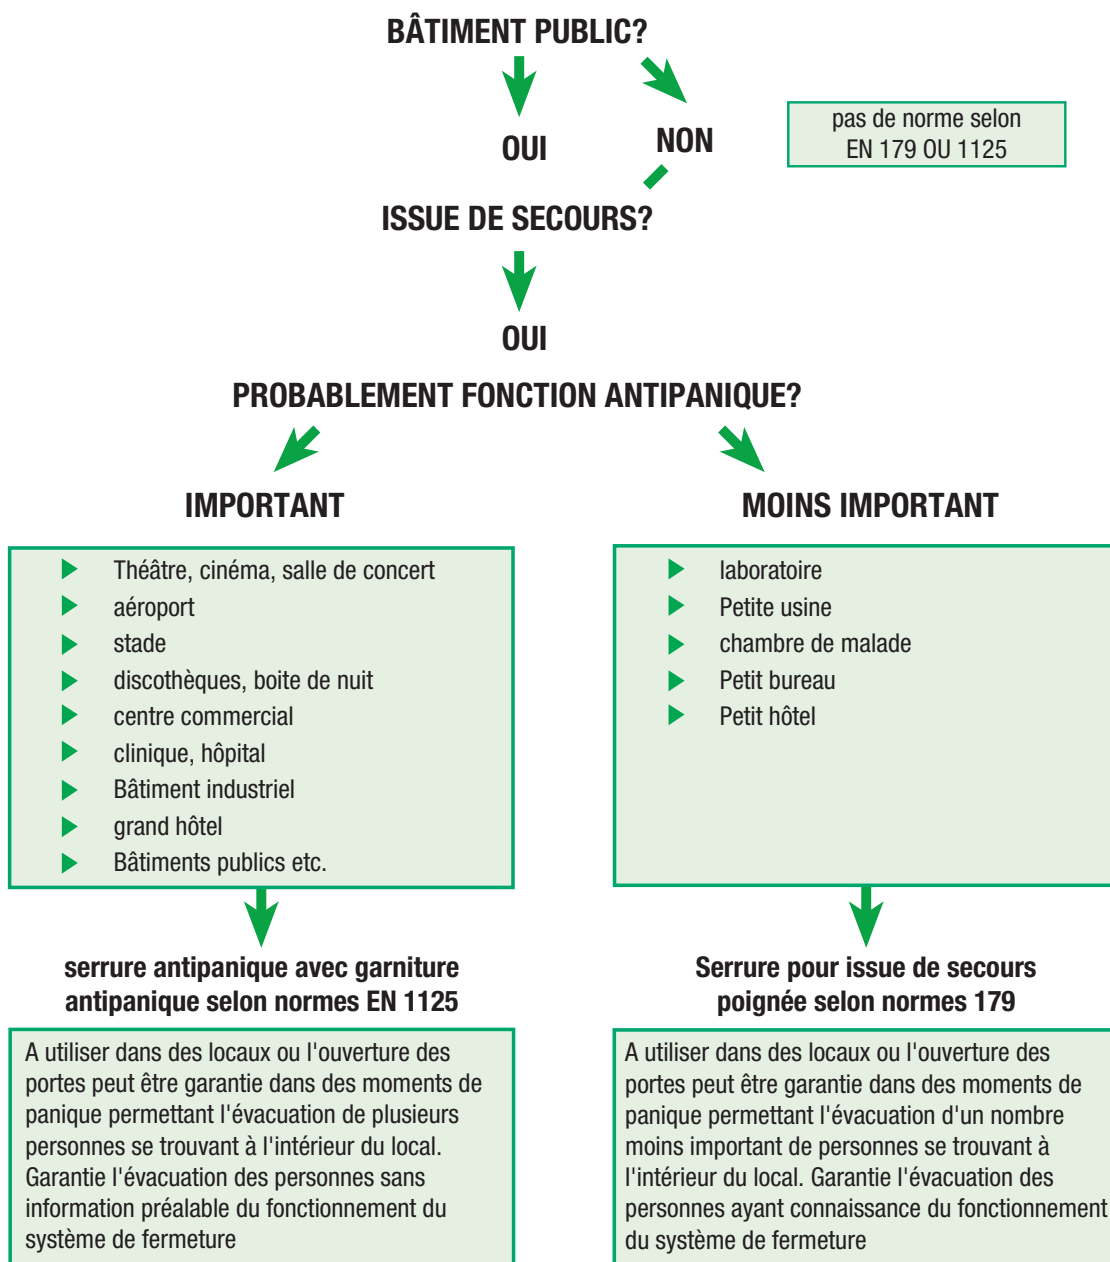 BÂTIMENT PUBLIC?
OUI
NON
pas de norme selon
EN 179 OU 1125
ISSUE DE SECOURS?
OUI
PROBABLEMENT FONCTION ANTIPANIQUE?
IMPORTANT
Théâtre, cinéma, salle de concert
aéroport
stade
discothèques, boite de nuit
centre commercial
clinique, hôpital
Bâtiment industriel
grand hôtel
Bâtiments publics etc.
serrure antipanique avec garniture
antipanique selon normes EN 1125
A utiliser dans des locaux ou l'ouverture des
portes peut être garantie dans des moments de
panique permettant l'évacuation de plusieurs
personnes se trouvant à l'intérieur du local.
Garantie l'évacuation des personnes sans
information préalable du fonctionnement du
système de fermeture
MOINS IMPORTANT
laboratoire
Petite usine
chambre de malade
Petit bureau
Petit hôtel
Serrure pour issue de secours
poignée selon normes 179
A utiliser dans des locaux ou l'ouverture des
portes peut être garantie dans des moments de
panique permettant l'évacuation d'un nombre
moins important de personnes se trouvant à
l'intérieur du local. Garantie l'évacuation des
personnes ayant connaissance du fonctionnement
du système de fermeture